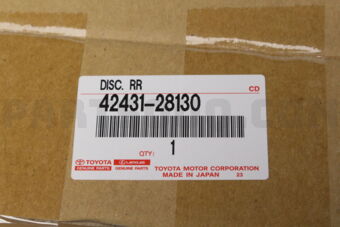 DISC. RR
CD
42431-28130
QTY:
1
TOYOTA
GENUINE PARTS
LEXUS
GENUINE PARTS
TOYOTA MOTOR CORPORATION
MADE IN JAPAN 23